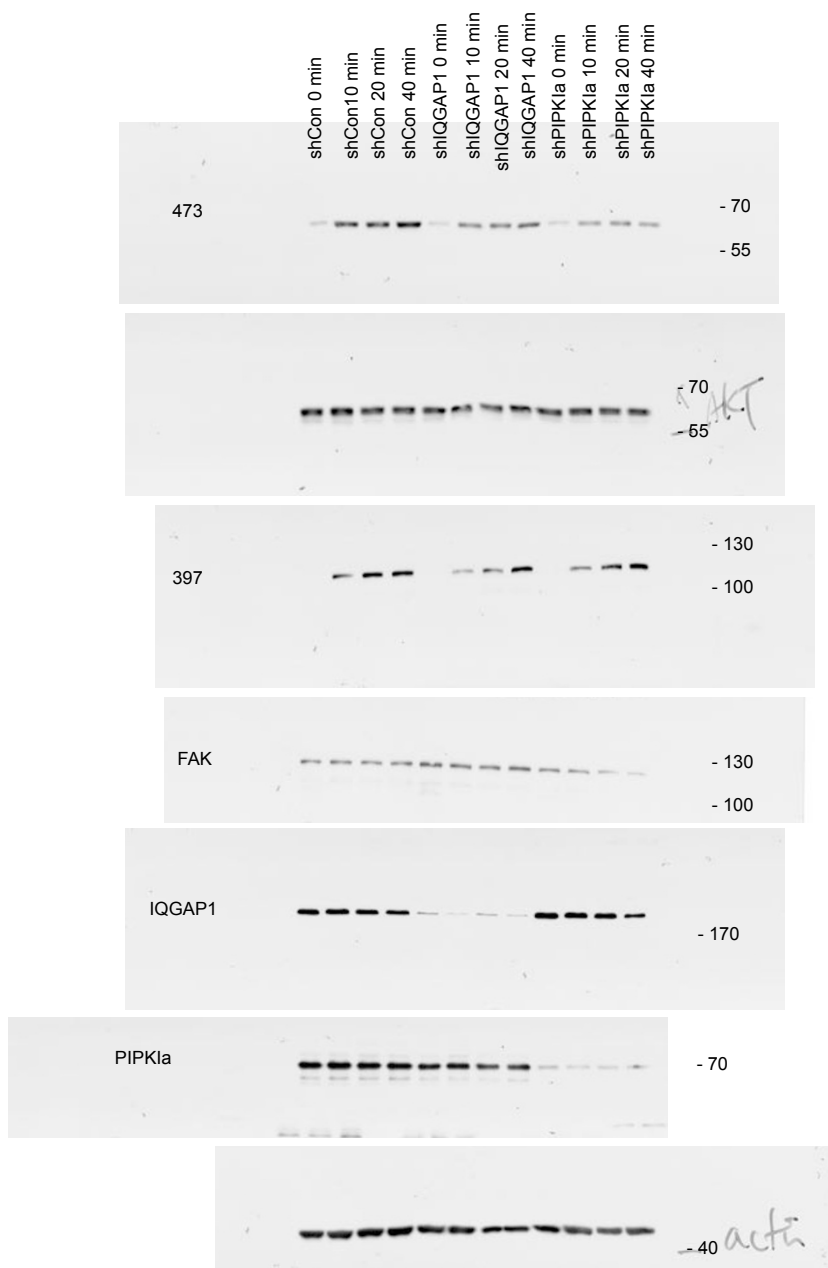 shCon 0 min
shCon10 min
shCon 20 min
shCon 40 min
shIQGAP1 0 min
shIQGAP1 10 min
shIQGAP1 20 min
shIQGAP1 40 min
shPIPKIa 0 min
shPIPKIa 10 min
shPIPKIa 20 min
shPIPKIa 40 min
473
- 70
- 55
- 70
AKT
- 55
397
- 130
- 100
FAK
- 130
- 100
IQGAP1
- 170
PIPKIa
- 70
- 40 actin